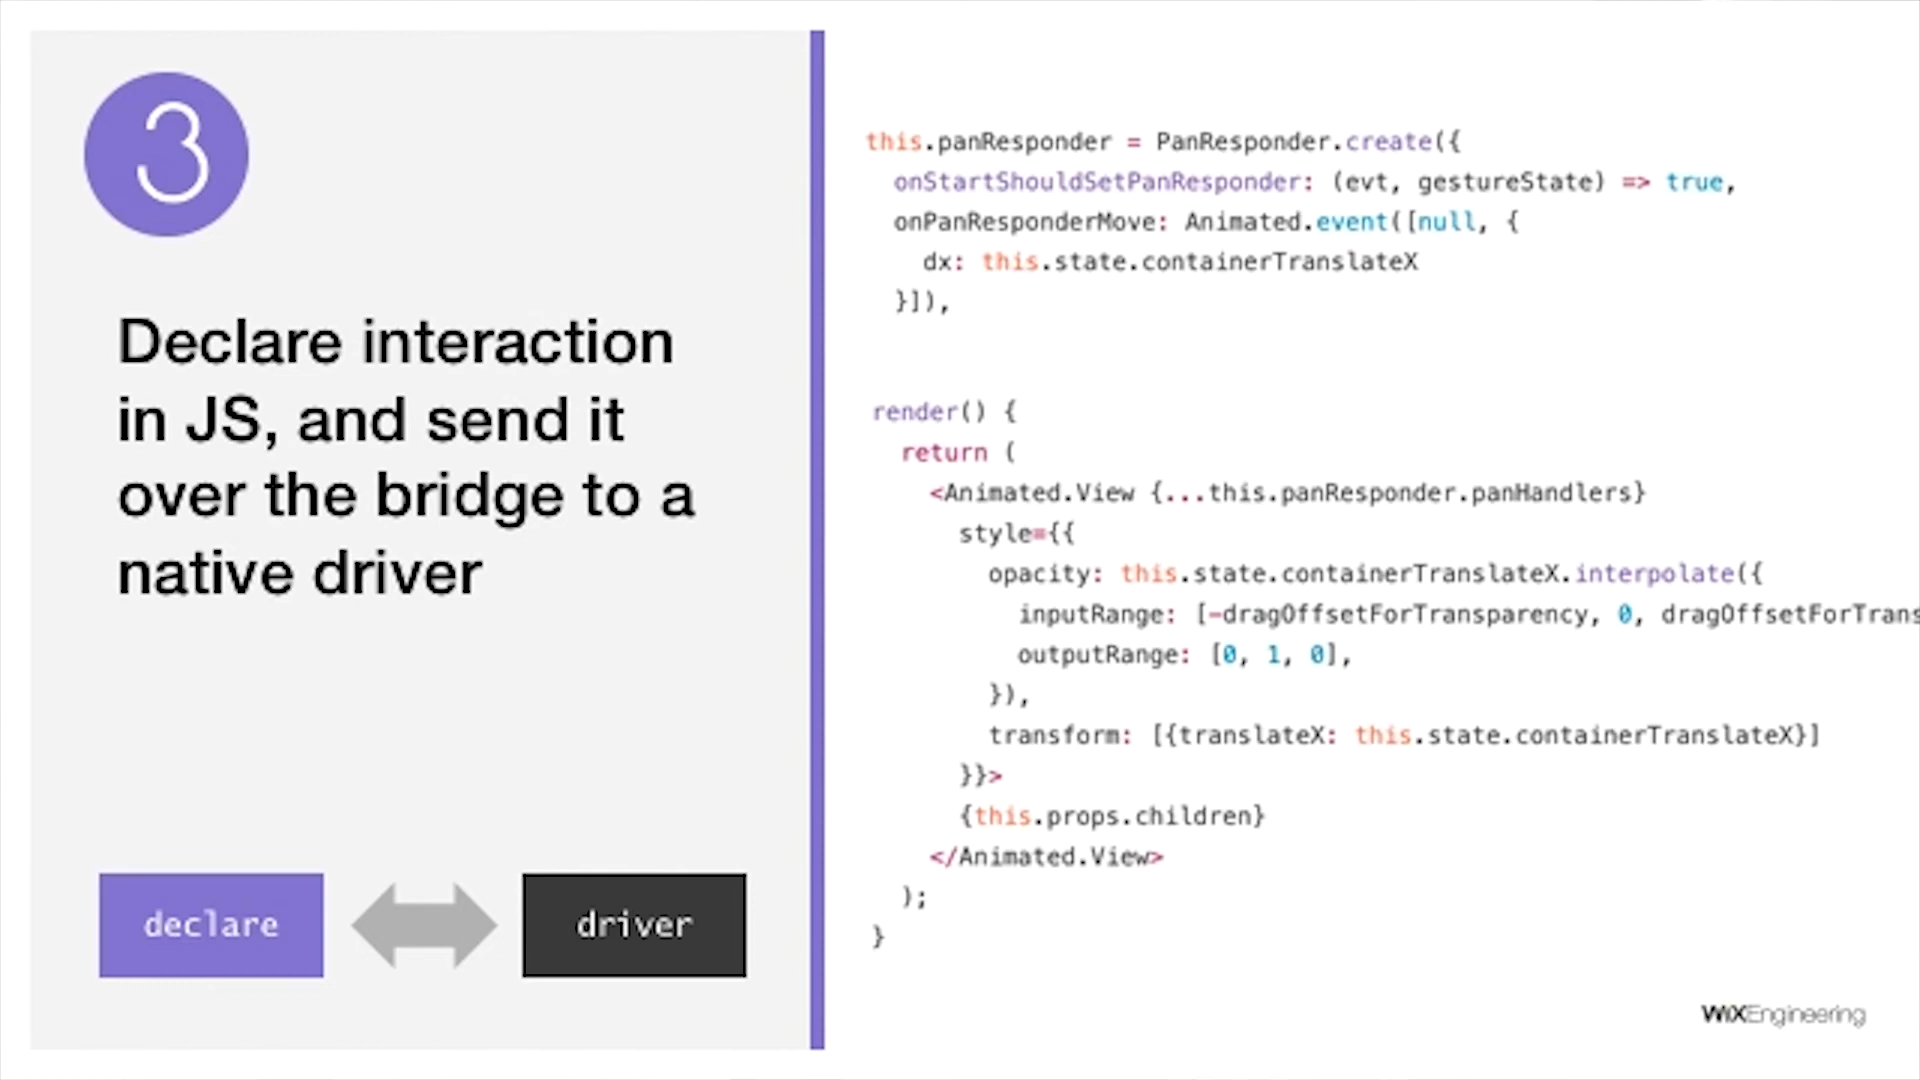 3
Declare interaction
in JS, and send it
over the bridge to a
native driver
declare
driver
this.panResponder = PanResponder.create({
onStartShouldSetPanResponder: (evt, gestureState) => true,
onPanResponderMove: Animated.event([null, {
dx: this.state.containerTranslateX
}]),
render() {
return (
<Animated.View {...this.panResponder.panHandlers}
style={{
opacity: this.state.containerTranslateX.interpolate({
inputRange: [-dragOffsetForTransparency, 0, dragOffsetForTrans
outputRange: [0, 1, 0],
}),
transform: [{translateX: this.state.containerTranslateX}]
}}>
{this.props.children}
</Animated.View>
);
}
WiXEngineering